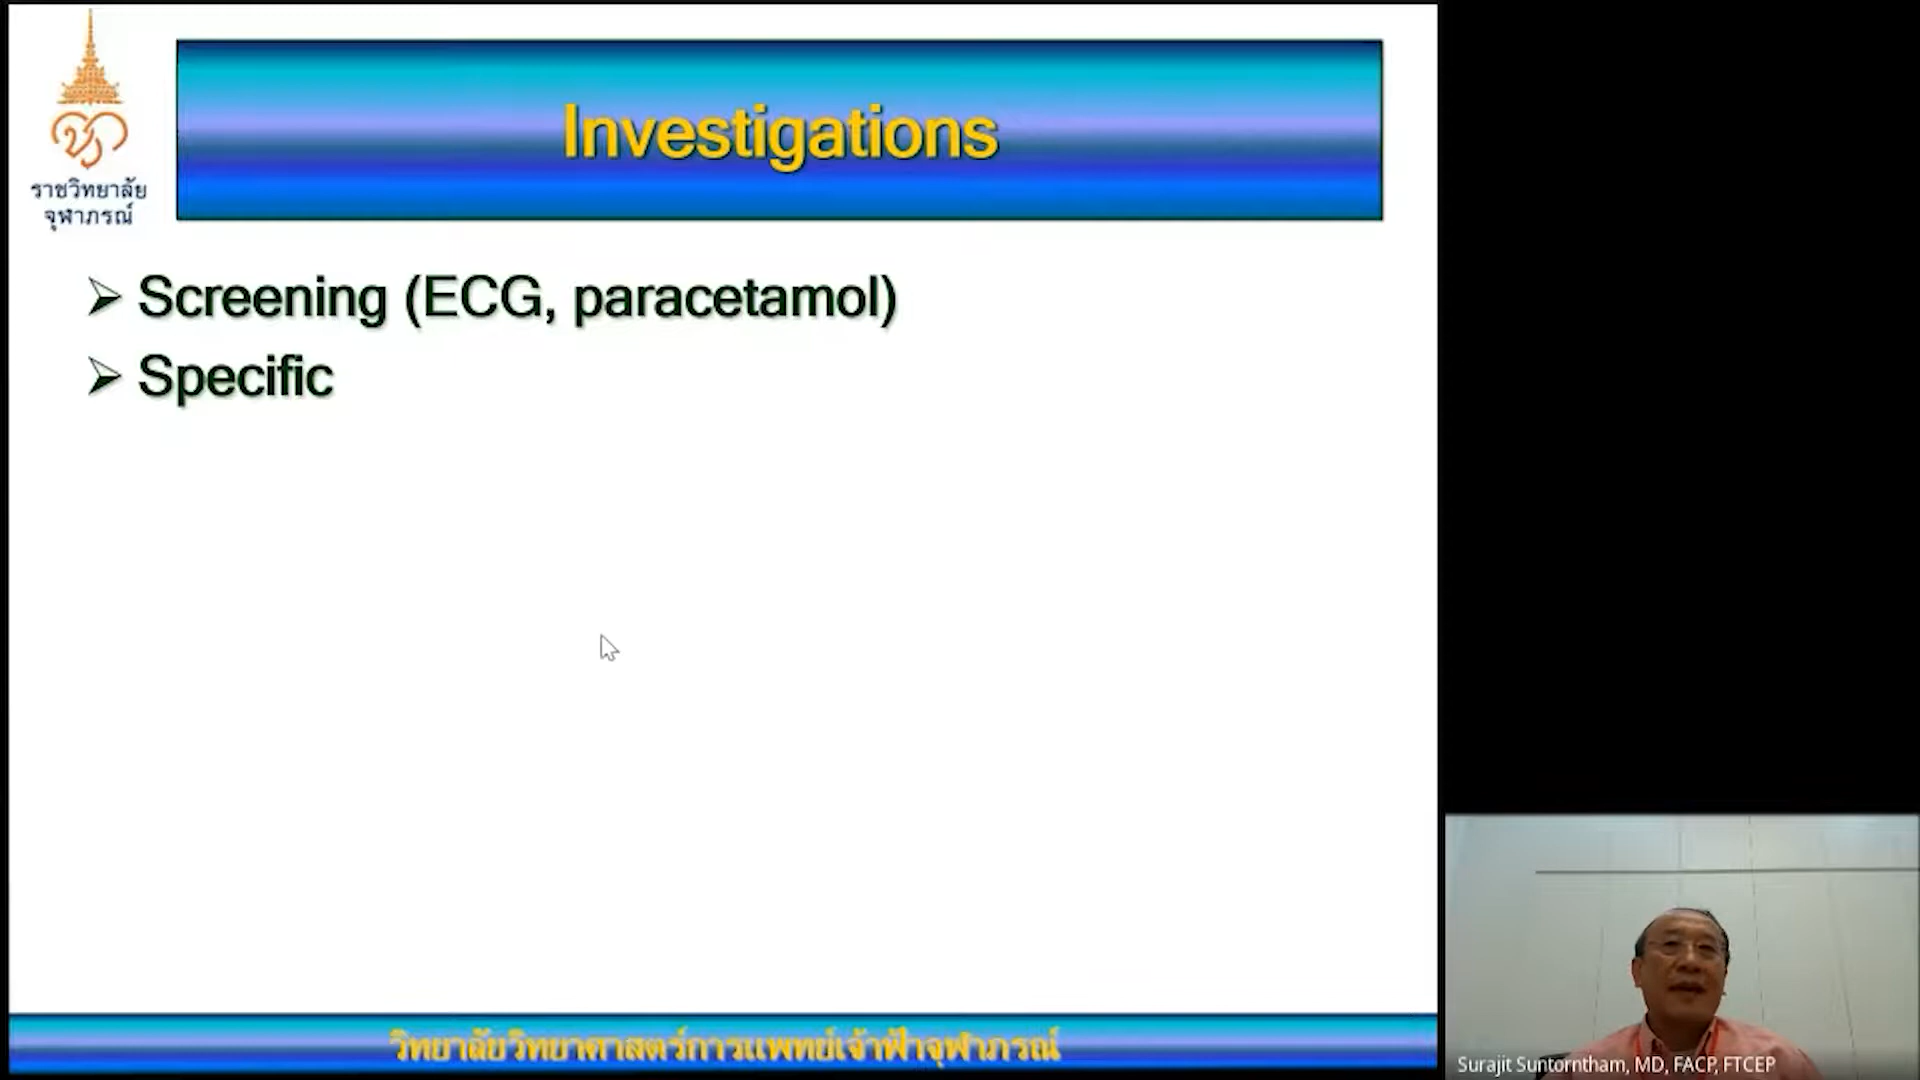 ราชวิทยาลัย
จุฬาภรณ์
Investigations
Screening (ECG, paracetamol)
Specific
วิทยาลัยวิทยาศาสตร์การแพทย์เจ้าฟ้าจุฬาภรณ์
Surajit Suntorntham, MD, FACP, FTCEP